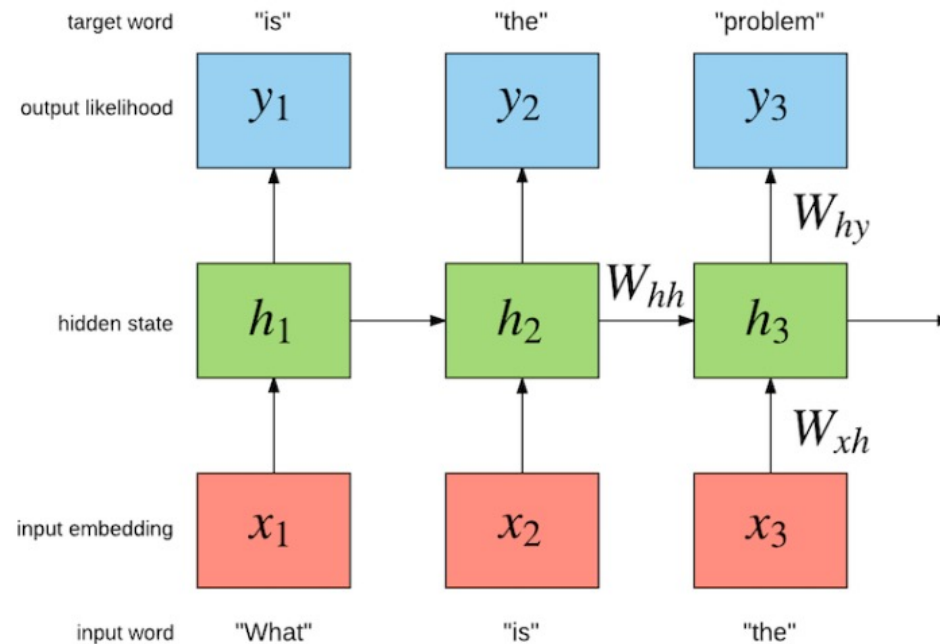 target word "is" "the" "problem"
output likelihood y₁ y₂ y₃
W_hy
W_hh
hidden state h₁ h₂ h₃
W_xh
input embedding x₁ x₂ x₃
input word "What" "is" "the"